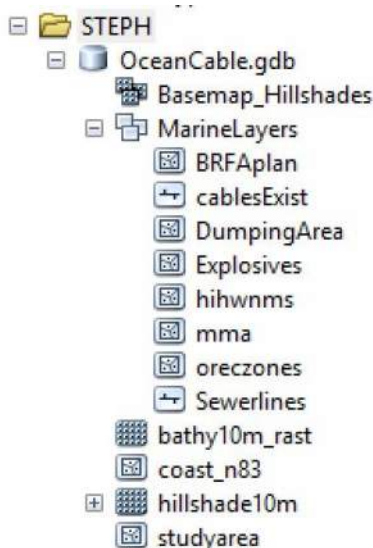 STEPH
OceanCable.gdb
Basemap_Hillshades
MarineLayers
BRFAplan
cablesExist
DumpingArea
Explosives
hihwnms
mma
oreczones
Sewerlines
bathy10m_rast
coast_n83
hillshade10m
studyarea